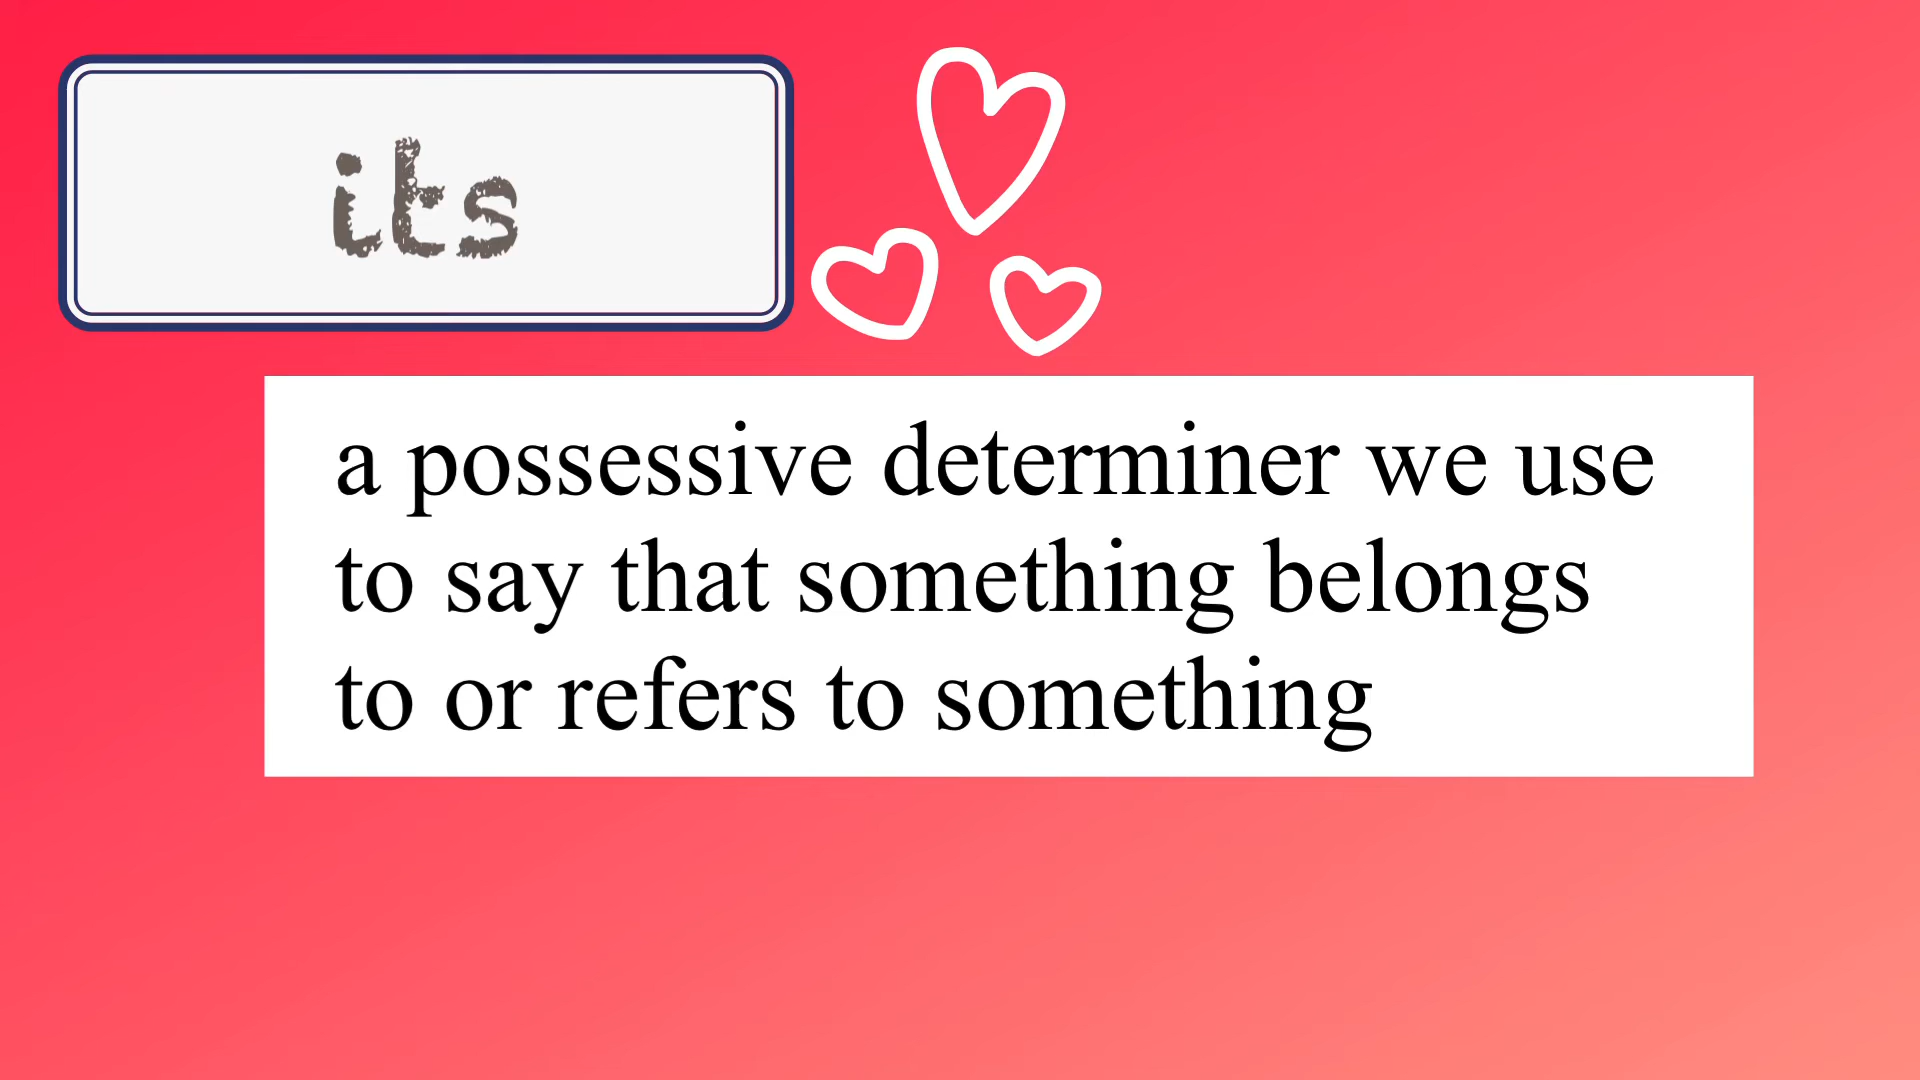 its
a possessive determiner we use
to say that something belongs
to or refers to something